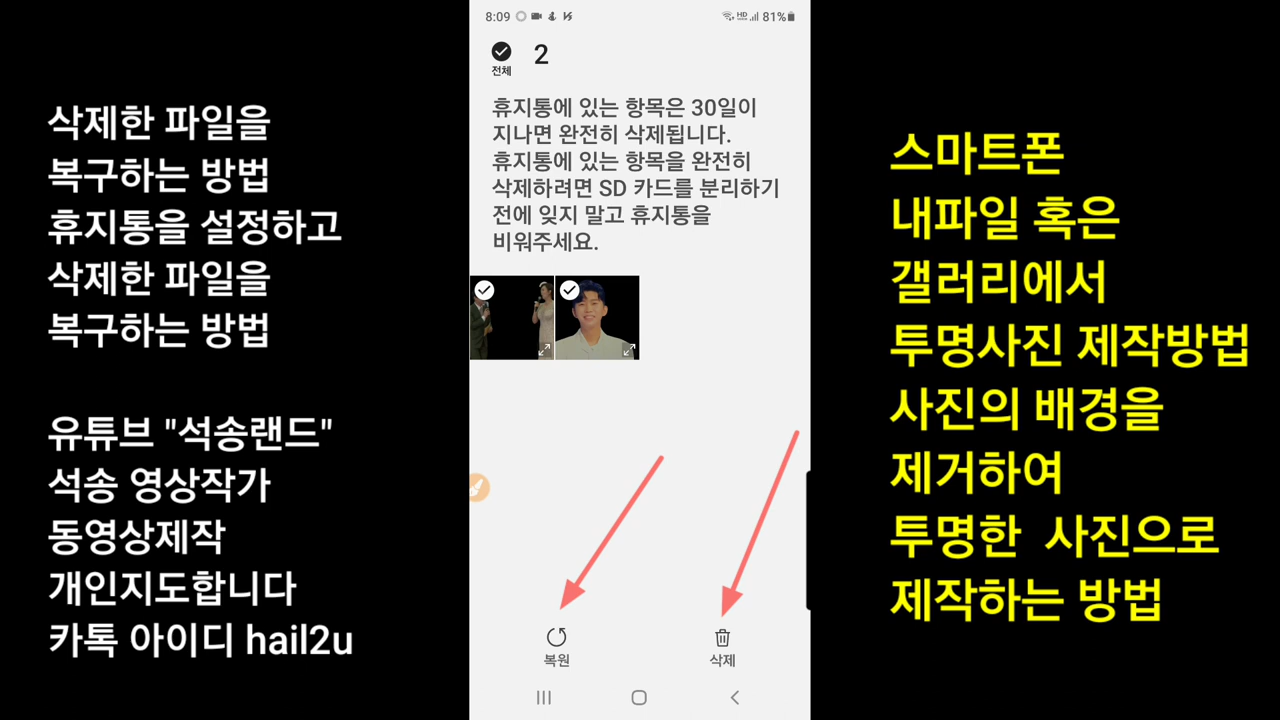 삭제한 파일을
복구하는 방법
휴지통을 설정하고
삭제한 파일을
복구하는 방법
유튜브 "석송랜드"
석송 영상작가
동영상제작
개인지도합니다
카톡 아이디 hail2u
8:09 81%
전체 2
휴지통에 있는 항목은 30일이
지나면 완전히 삭제됩니다.
휴지통에 있는 항목을 완전히
삭제하려면 SD 카드를 분리하기
전에 잊지 말고 휴지통을
비워주세요.
복원 삭제
스마트폰
내파일 혹은
갤러리에서
투명사진 제작방법
사진의 배경을
제거하여
투명한 사진으로
제작하는 방법